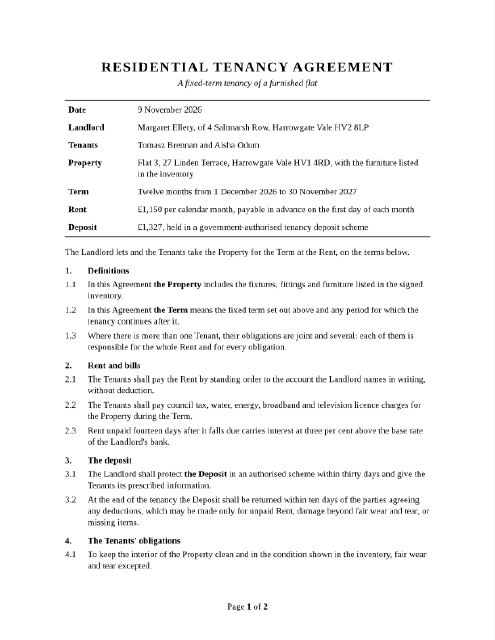 RESIDENTIAL TENANCY AGREEMENT
A fixed-term tenancy of a furnished flat
Date 9 November 2026
Landlord Margaret Ellery, of 4 Saltmarsh Row, Harrowgate Vale HV2 8LP
Tenants Tomasz Brennan and Aisha Odum
Property Flat 3, 27 Linden Terrace, Harrowgate Vale HV1 4RD, with the furniture listed
in the inventory
Term Twelve months from 1 December 2026 to 30 November 2027
Rent £1,150 per calendar month, payable in advance on the first day of each month
Deposit £1,327, held in a government-authorised tenancy deposit scheme
The Landlord lets and the Tenants take the Property for the Term at the Rent, on the terms below.
1. Definitions
1.1 In this Agreement the Property includes the fixtures, fittings and furniture listed in the signed
inventory.
1.2 In this Agreement the Term means the fixed term set out above and any period for which the
tenancy continues after it.
1.3 Where there is more than one Tenant, their obligations are joint and several: each of them is
responsible for the whole Rent and for every obligation.
2. Rent and bills
2.1 The Tenants shall pay the Rent by standing order to the account the Landlord names in writing,
without deduction.
2.2 The Tenants shall pay council tax, water, energy, broadband and television licence charges for
the Property during the Term.
2.3 Rent unpaid fourteen days after it falls due carries interest at three per cent above the base rate
of the Landlord's bank.
3. The deposit
3.1 The Landlord shall protect the Deposit in an authorised scheme within thirty days and give the
Tenants its prescribed information.
3.2 At the end of the tenancy the Deposit shall be returned within ten days of the parties agreeing
any deductions, which may be made only for unpaid Rent, damage beyond fair wear and tear, or
missing items.
4. The Tenants' obligations
4.1 To keep the interior of the Property clean and in the condition shown in the inventory, fair wear
and tear excepted.
Page 1 of 2